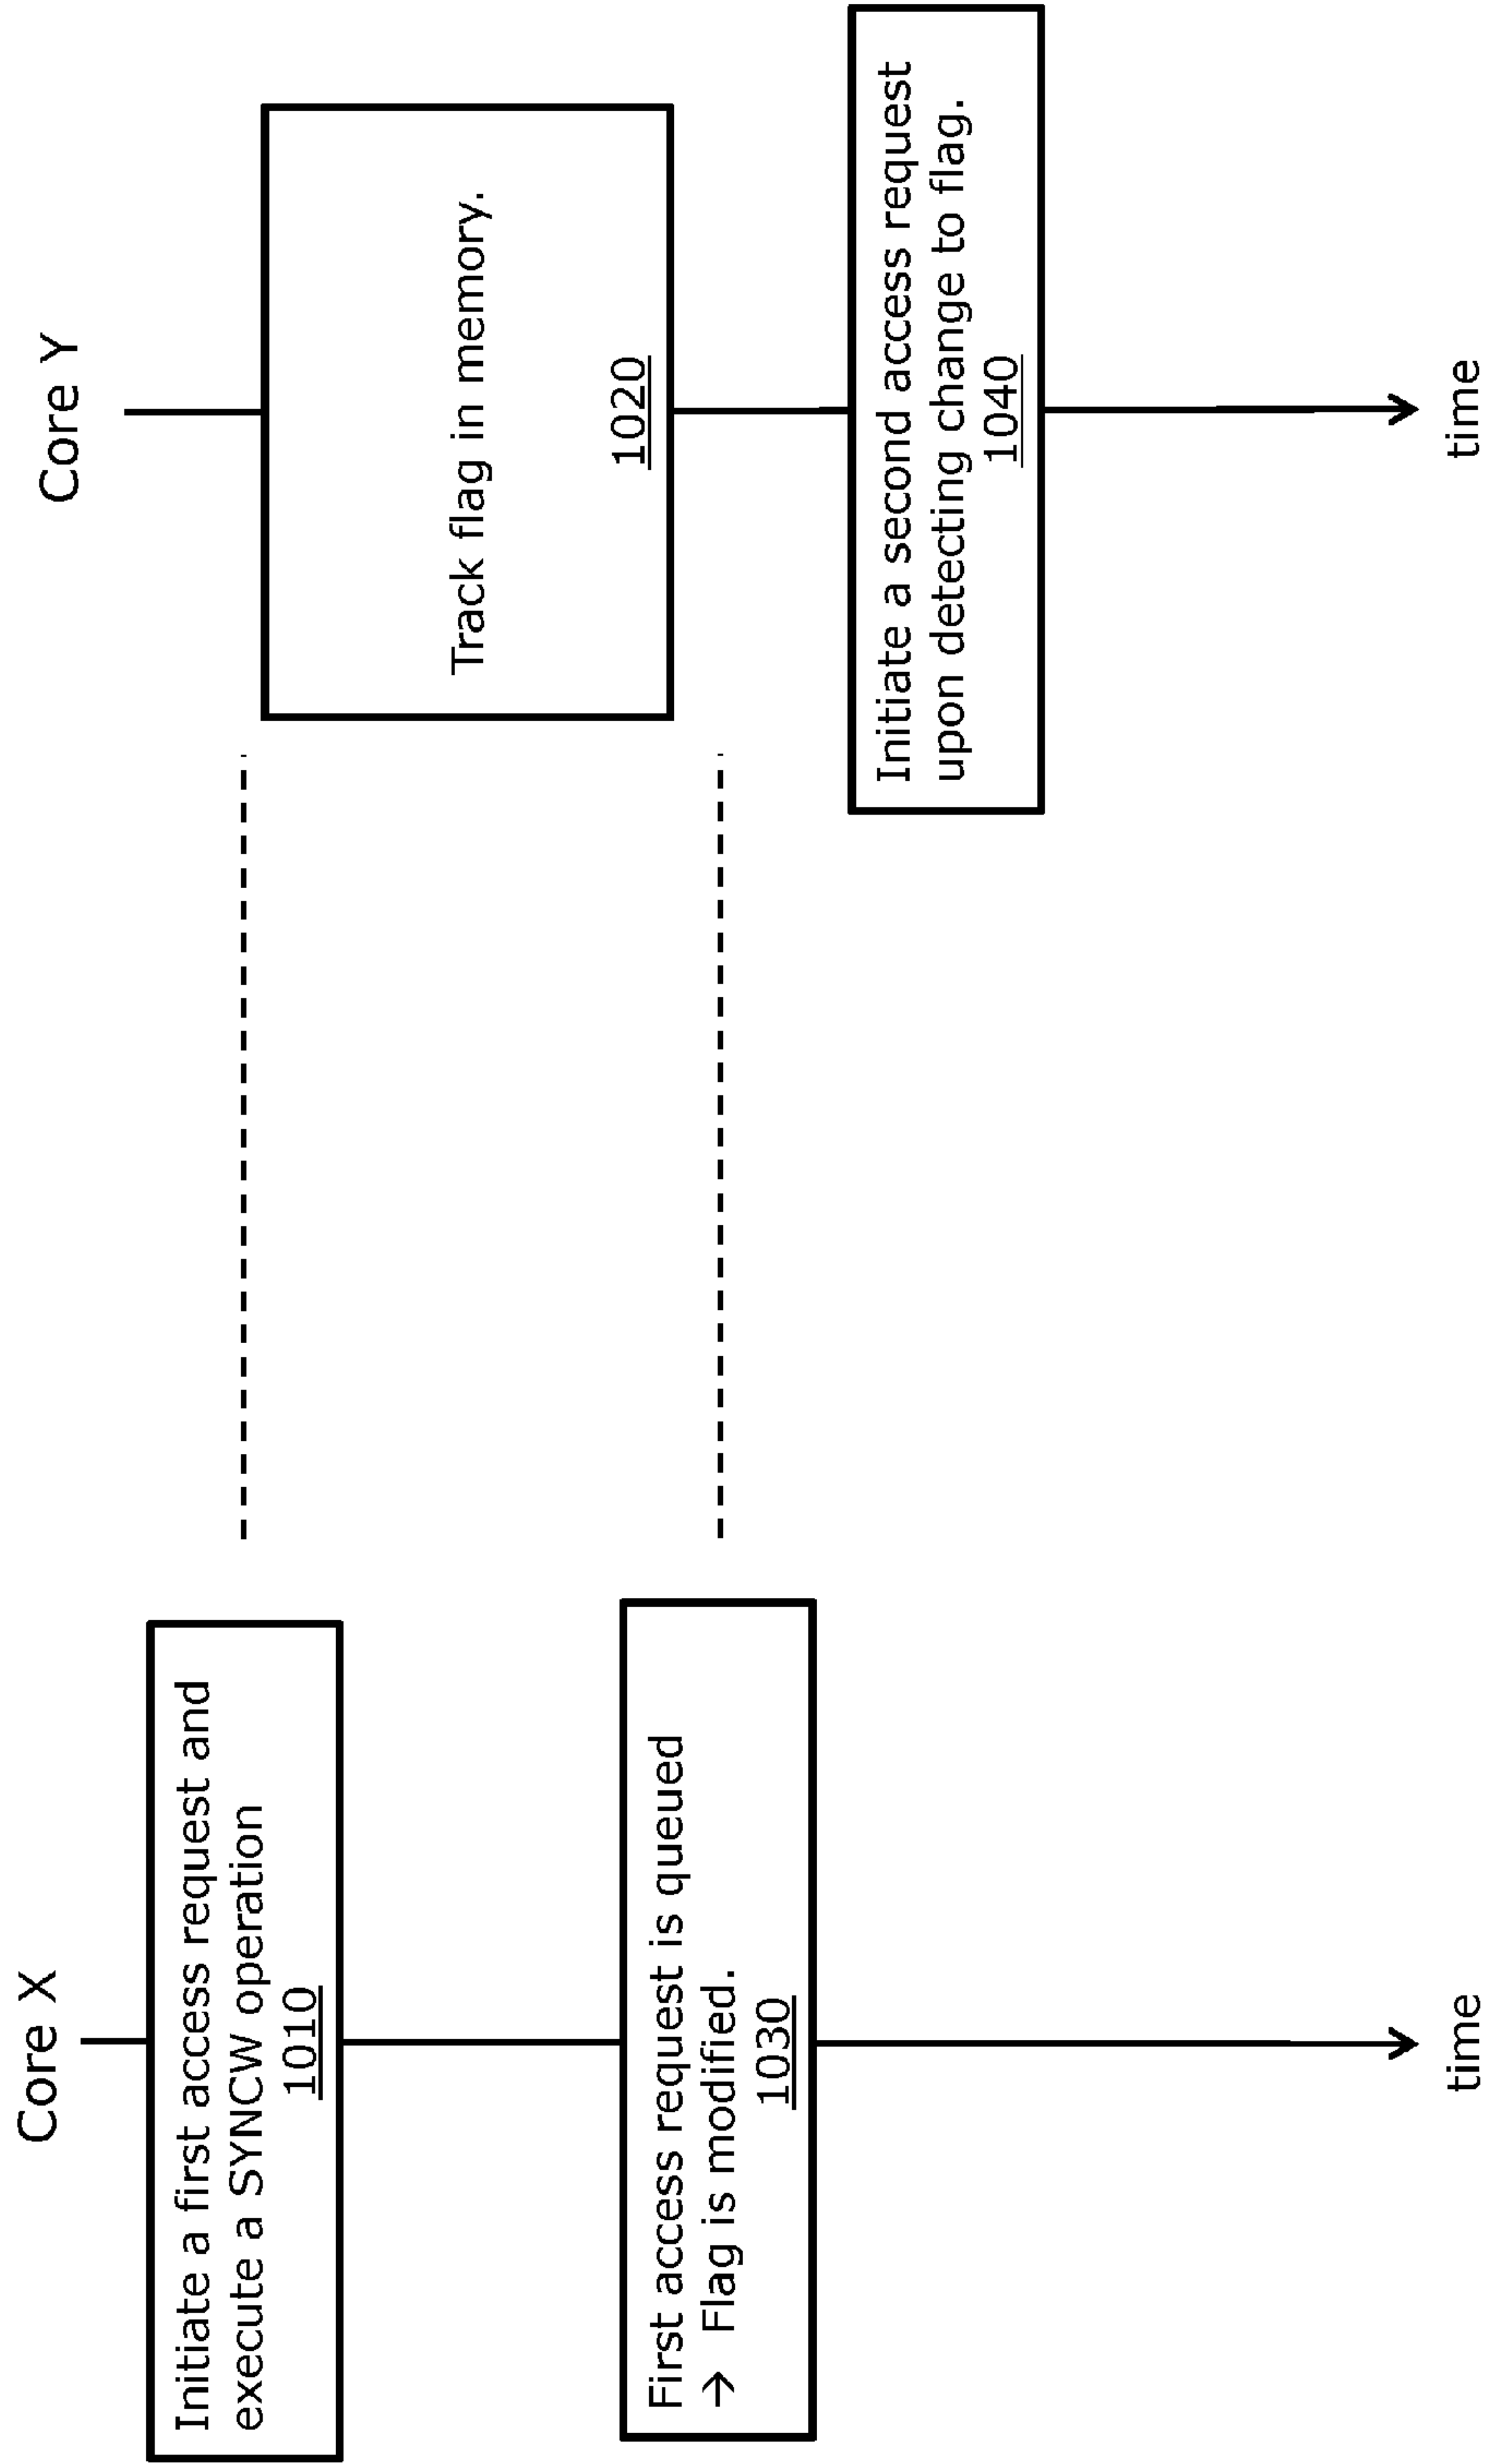 Core X
Initiate a first access request and
execute a SYNCW operation
1010
First access request is queued
→ Flag is modified.
1030
time
Core Y
Track flag in memory.
1020
Initiate a second access request
upon detecting change to flag.
1040
time